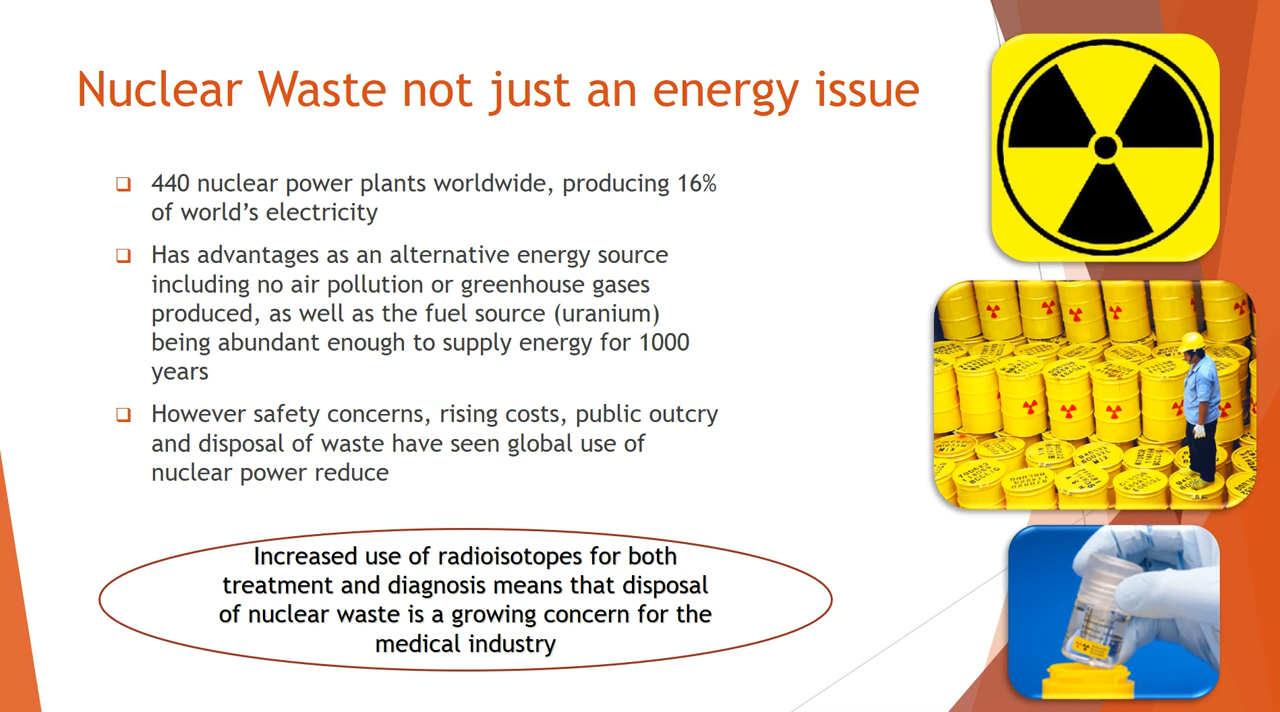 Nuclear Waste not just an energy issue
❑ 440 nuclear power plants worldwide, producing 16%
of world's electricity
❑ Has advantages as an alternative energy source
including no air pollution or greenhouse gases
produced, as well as the fuel source (uranium)
being abundant enough to supply energy for 1000
years
❑ However safety concerns, rising costs, public outcry
and disposal of waste have seen global use of
nuclear power reduce
Increased use of radioisotopes for both
treatment and diagnosis means that disposal
of nuclear waste is a growing concern for the
medical industry